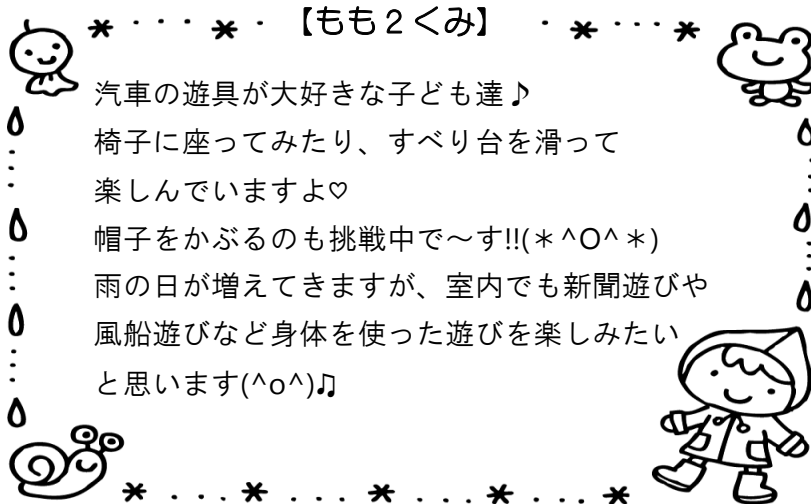 【もも２くみ】
汽車の遊具が大好きな子ども達♪
椅子に座ってみたり、すべり台を滑って
楽しんでいますよ♡
帽子をかぶるのも挑戦中で～す!!(＊^O^＊)
雨の日が増えてきますが、室内でも新聞遊びや
風船遊びなど身体を使った遊びを楽しみたい
と思います(^o^)♫